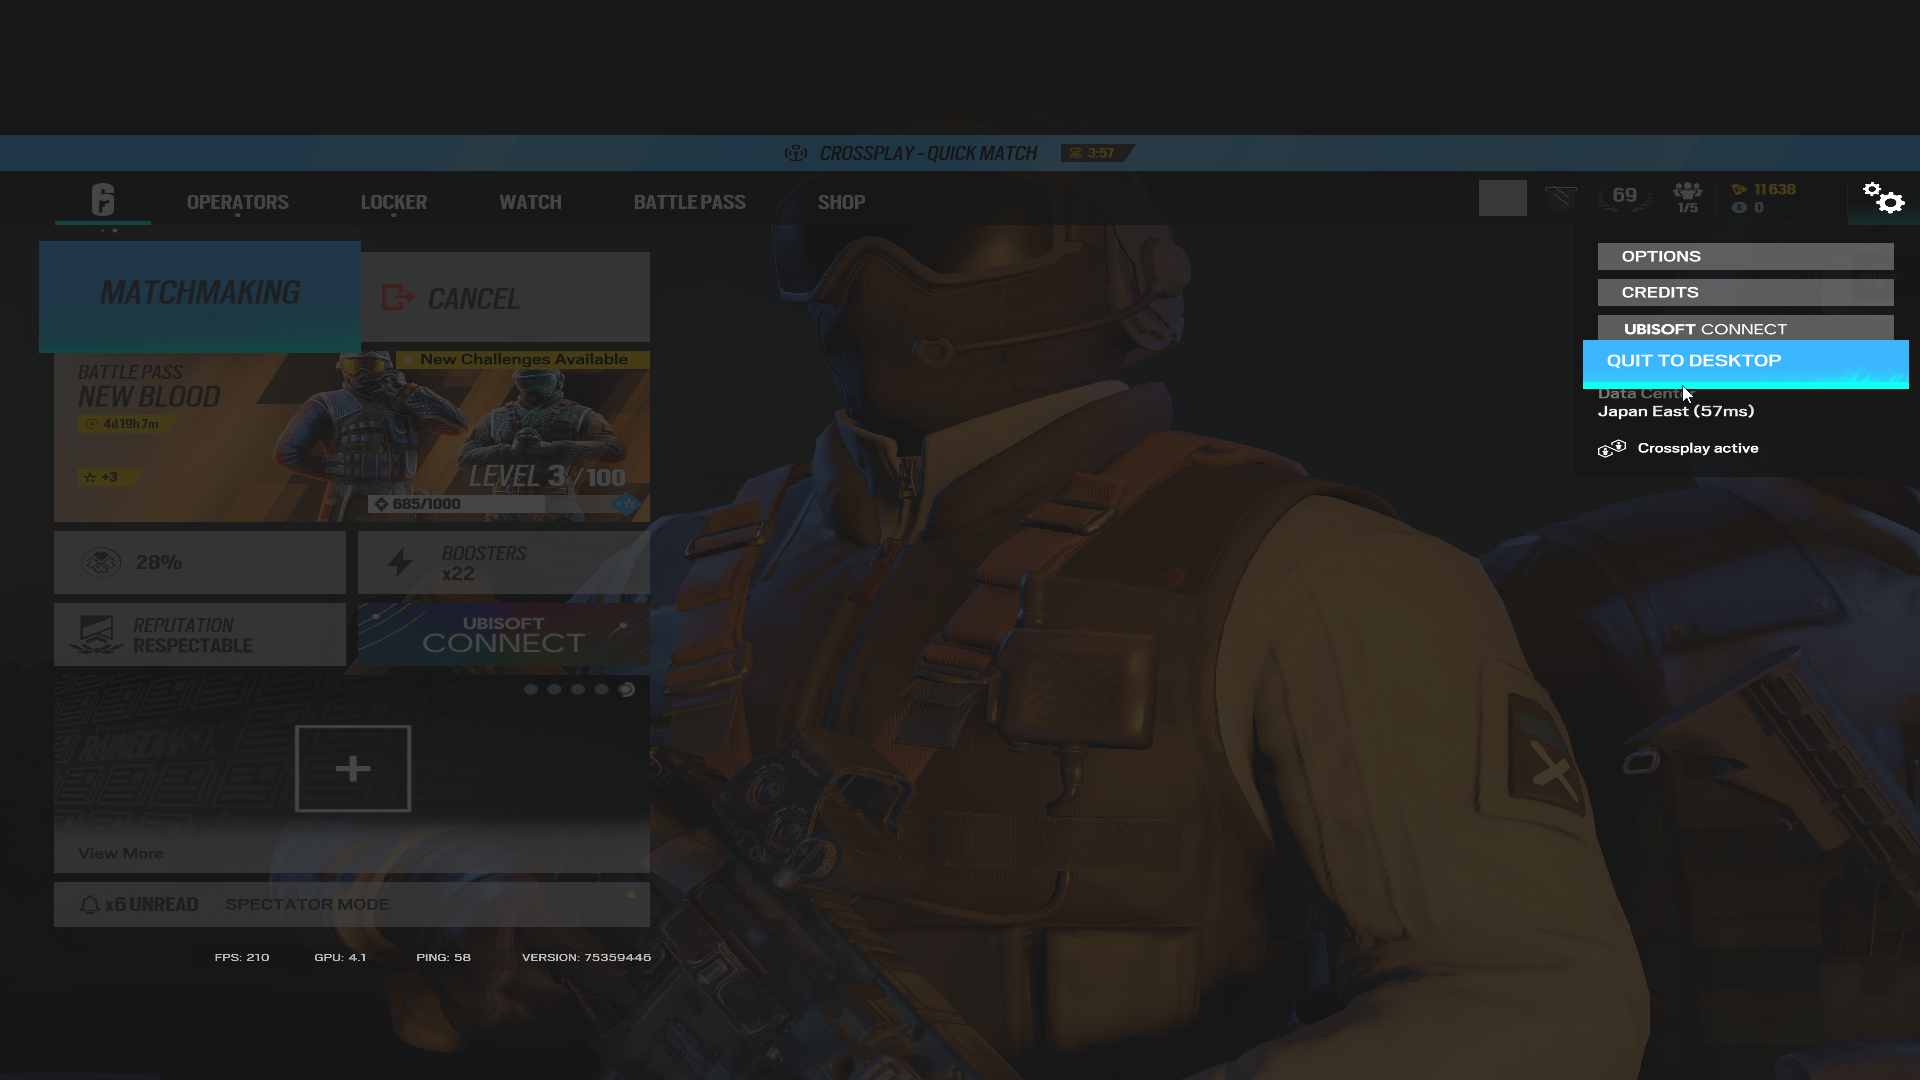 CROSSPLAY - QUICK MATCH
3:57
OPERATORS
LOCKER
WATCH
BATTLE PASS
SHOP
69
1/5
11 638
0
OPTIONS
CREDITS
UBISOFT CONNECT
QUIT TO DESKTOP
Japan East (57ms)
Crossplay active
MATCHMAKING
CANCEL
New Challenges Available
BATTLE PASS
NEW BLOOD
4d19h7m
+3
LEVEL 3 / 100
685/1000
28%
BOOSTERS
x22
REPUTATION
RESPECTABLE
UBISOFT
CONNECT
RAINBOW SIX
View More
x6 UNREAD
SPECTATOR MODE
FPS: 210
GPU: 4.1
PING: 58
VERSION: 75359446